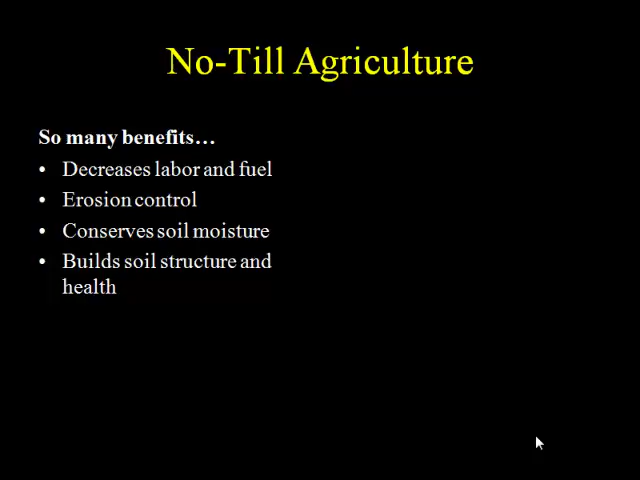 No-Till Agriculture
So many benefits…
• Decreases labor and fuel
• Erosion control
• Conserves soil moisture
• Builds soil structure and
health